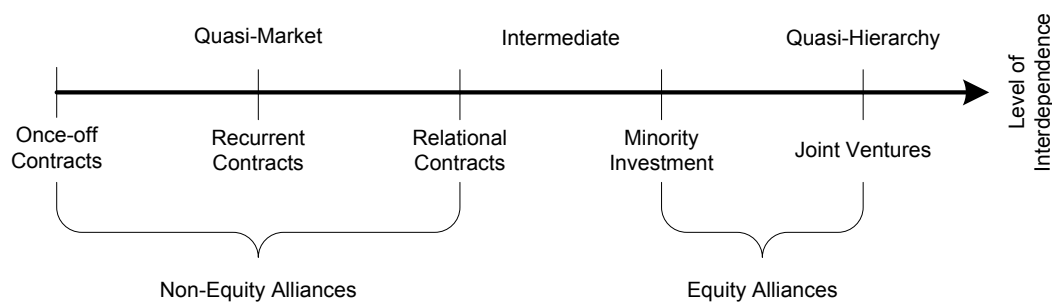 Quasi-Market
Intermediate
Quasi-Hierarchy
Level of
Interdependence
Once-off
Contracts
Recurrent
Contracts
Relational
Contracts
Minority
Investment
Joint Ventures
Non-Equity Alliances
Equity Alliances